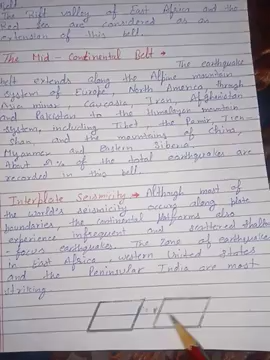 Belt
The Rift valley of East Africa and the
Red Sea are considered as an
extension of this bell.
The Mid - Continental Belt →
The earthquake
belt extends along the Alpine mountain
System of Europe, North America, through
Asia minor, Caucasia, Iran, Afghanistan
and Pakistan to the Himalayan mountain
System, including Tibet, the Pamir, Tien-
Shan, and the mountains of China,
Myanmar and Eastern Siberia.
About 21% of the total earthquakes are
recorded in this belt.
Interplate Seismicity → Although most of
the world's seismicity occurs along plate
boundaries, the continental platforms also
experience infrequent and scattered shallow
- focus earthquakes. The zone of earthquake
in East Africa, western United States
and the Peninsular India are most
striking.